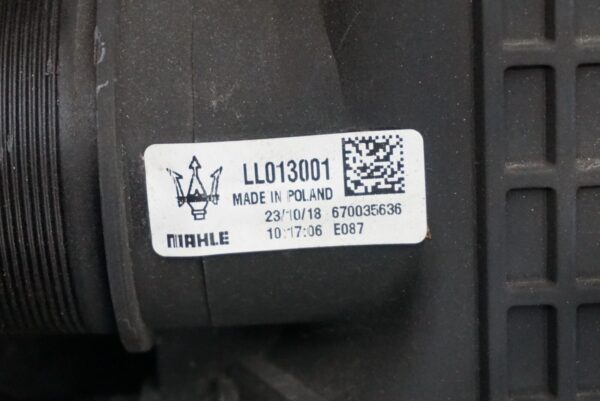 LL013001
MADE IN POLAND
23/10/18 670035636
MAHLE 10:17:06 E087